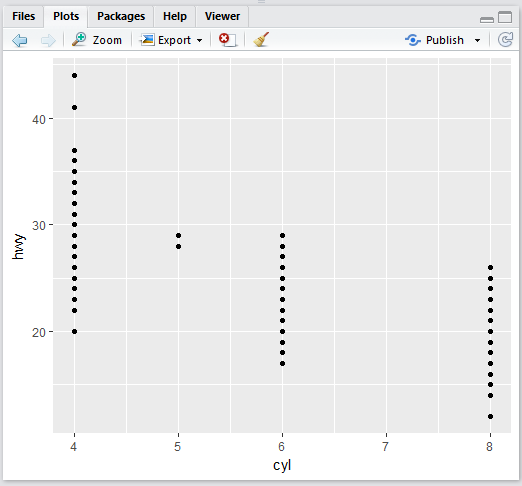 Files Plots Packages Help Viewer
Zoom Export Publish
40
30
20
hwy
4 5 6 7 8
cyl